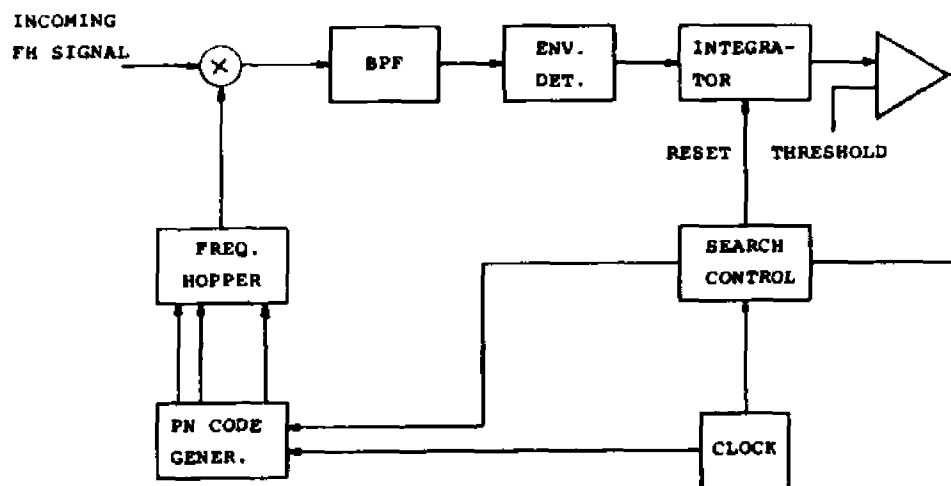 INCOMING
FH SIGNAL
×
BPF
ENV.
DET.
INTEGRA-
TOR
RESET
THRESHOLD
FREQ.
HOPPER
SEARCH
CONTROL
PN CODE
GENER.
CLOCK